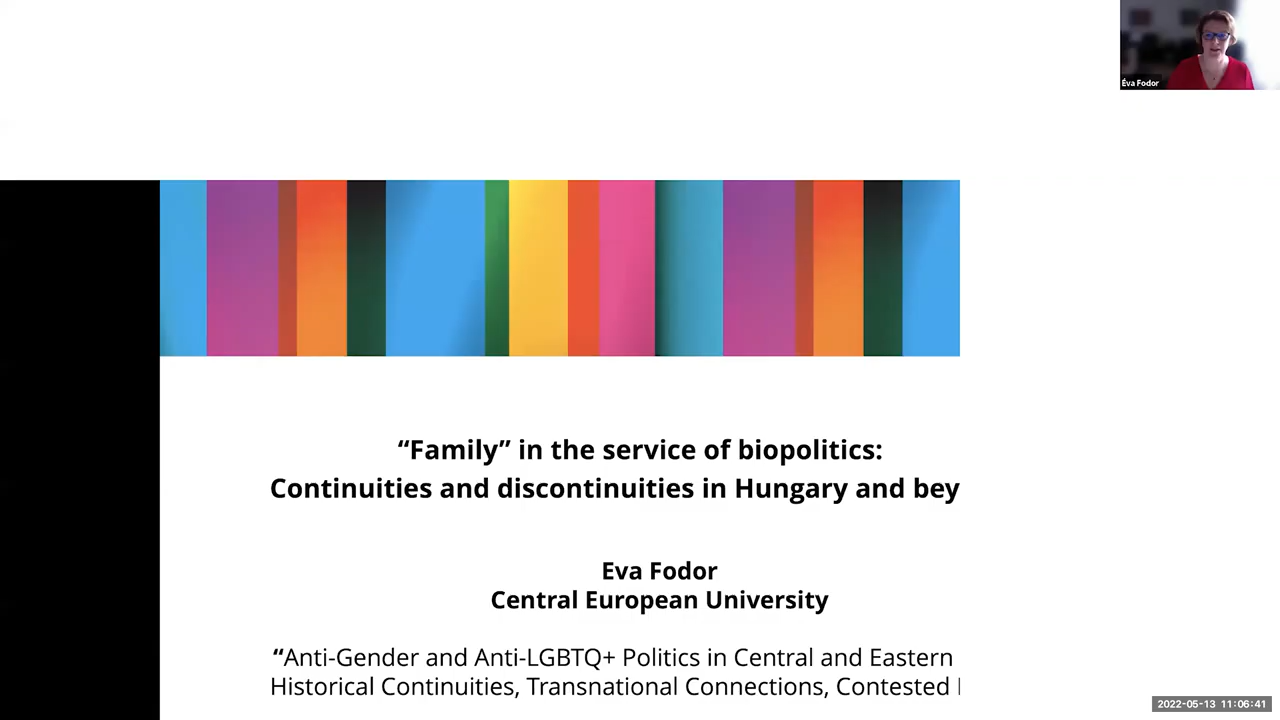 Éva Fodor
“Family” in the service of biopolitics:
Continuities and discontinuities in Hungary and bey
Eva Fodor
Central European University
“Anti-Gender and Anti-LGBTQ+ Politics in Central and Eastern
Historical Continuities, Transnational Connections, Contested
2022-05-13 11:06:41